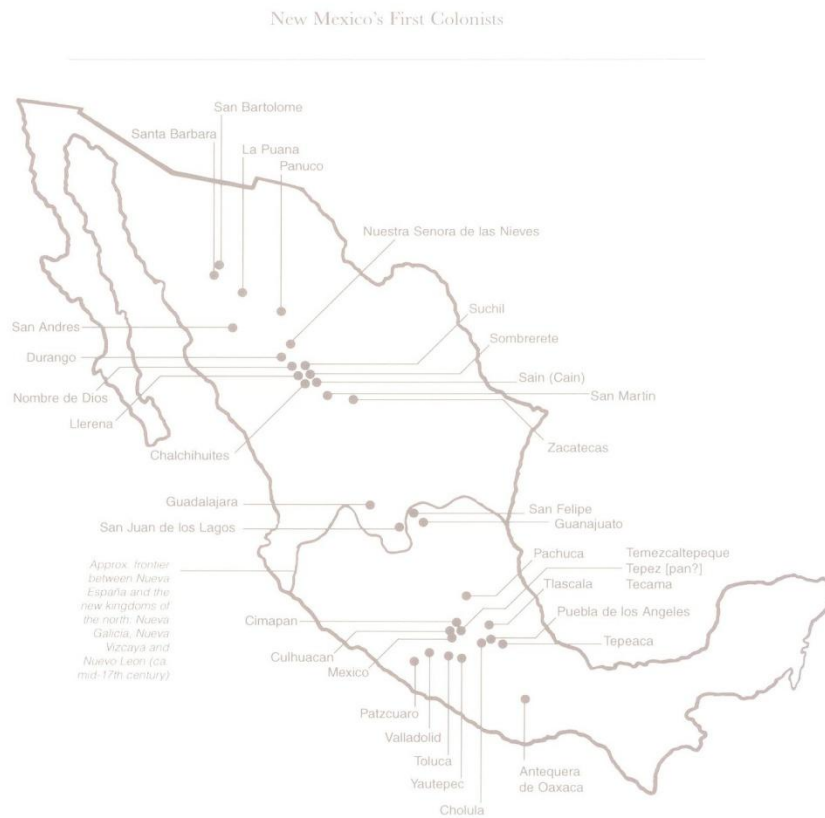 New Mexico's First Colonists
San Bartolome
Santa Barbara
La Puana
Panuco
Nuestra Senora de las Nieves
Suchil
San Andres
Sombrerete
Durango
Sain (Cain)
Nombre de Dios
San Martin
Llerena
Zacatecas
Chalchihuites
Guadalajara
San Felipe
San Juan de los Lagos
Guanajuato
Approx. frontier
between Nueva
España and the
new kingdoms of
the north: Nueva
Galicia, Nueva
Vizcaya and
Nuevo León (ca.
mid-17th century)
Pachuca
Temezcaltepeque
Tepez [pan?]
Tecama
Tlascala
Cimapan
Puebla de los Angeles
Culhuacan
Tepeaca
Mexico
Patzcuaro
Valladolid
Toluca
Yautepec
Cholula
Antequera
de Oaxaca